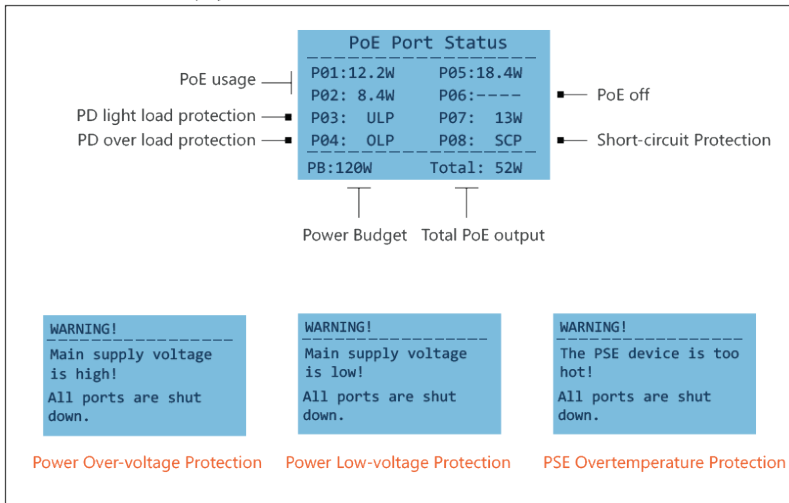 PoE Port Status
P01:12.2W P05:18.4W
P02: 8.4W P06:----
P03: ULP P07: 13W
P04: OLP P08: SCP
PB:120W Total: 52W
PoE usage
PD light load protection
PD over load protection
PoE off
Short-circuit Protection
Power Budget Total PoE output
WARNING!
Main supply voltage
is high!
All ports are shut
down.
Power Over-voltage Protection
WARNING!
Main supply voltage
is low!
All ports are shut
down.
Power Low-voltage Protection
WARNING!
The PSE device is too
hot!
All ports are shut
down.
PSE Overtemperature Protection